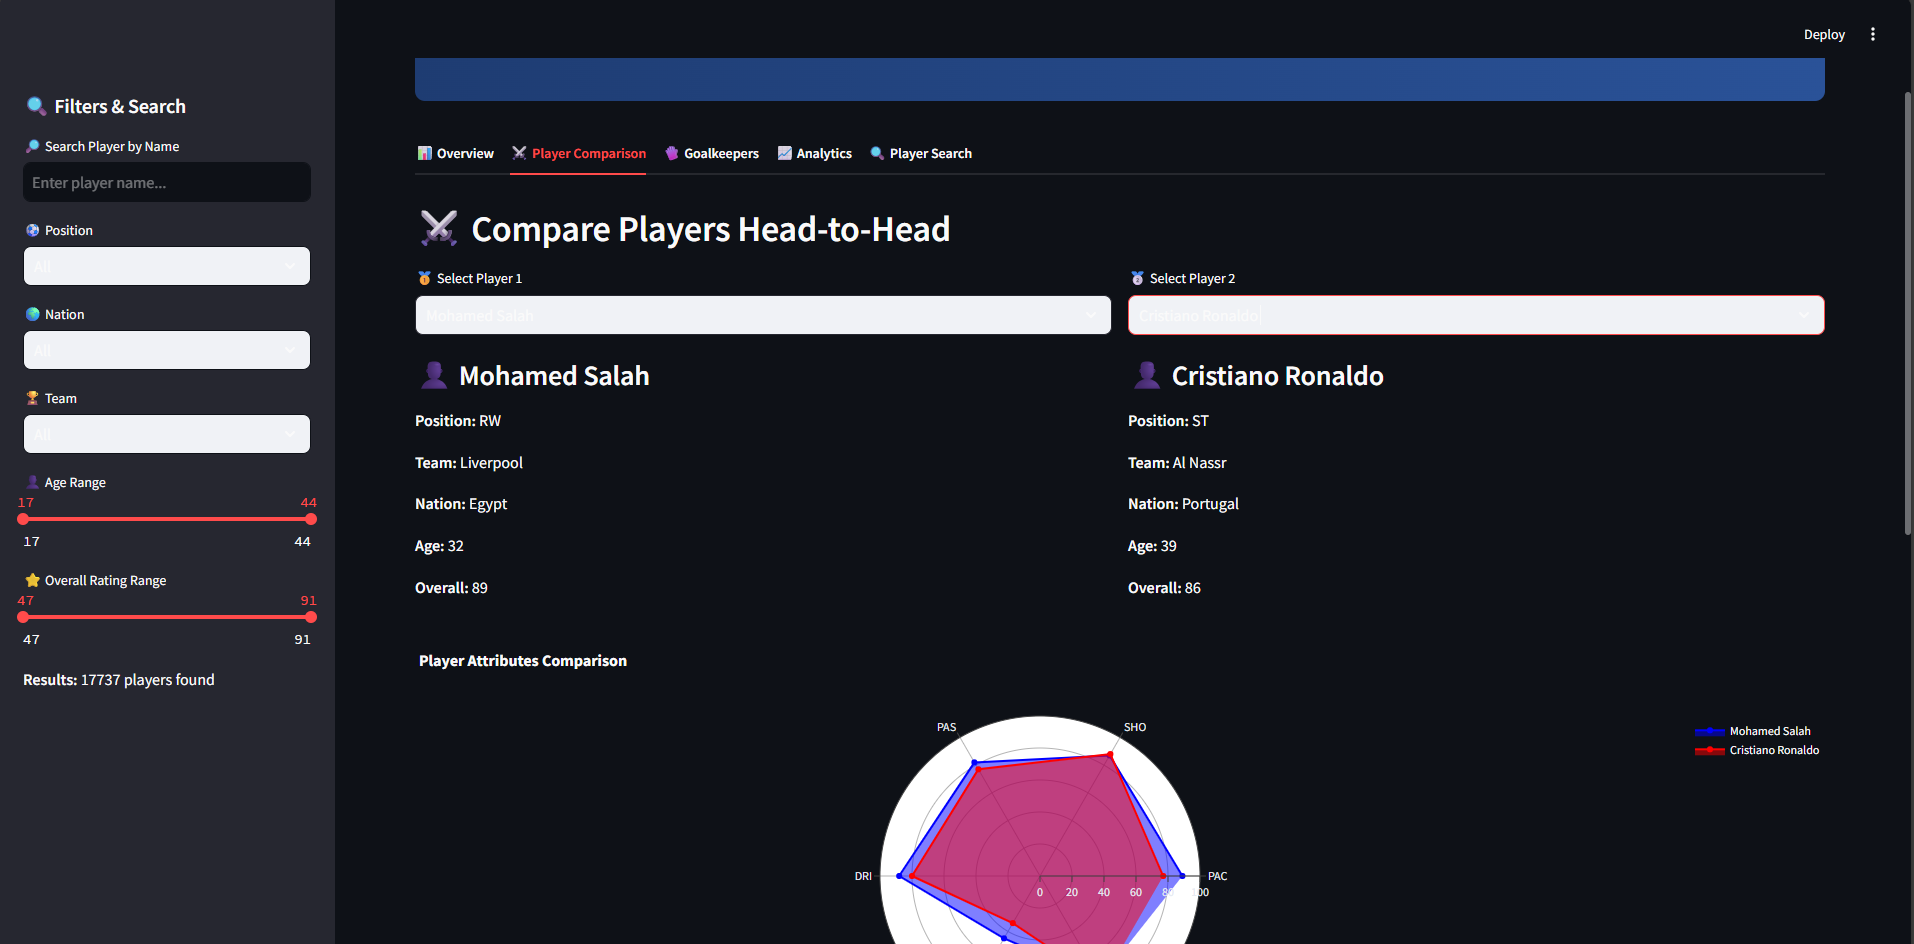 Deploy
Filters & Search
Search Player by Name
Enter player name...
Position
All
Nation
All
Team
All
Age Range
17 44
17 44
Overall Rating Range
47 91
47 91
Results: 17737 players found
Overview Player Comparison Goalkeepers Analytics Player Search
Compare Players Head-to-Head
Select Player 1
Mohamed Salah
Select Player 2
Cristiano Ronaldo
Mohamed Salah
Position: RW
Team: Liverpool
Nation: Egypt
Age: 32
Overall: 89
Cristiano Ronaldo
Position: ST
Team: Al Nassr
Nation: Portugal
Age: 39
Overall: 86
Player Attributes Comparison
PAS SHO
DRI PAC
0 20 40 60 80 100
Mohamed Salah
Cristiano Ronaldo